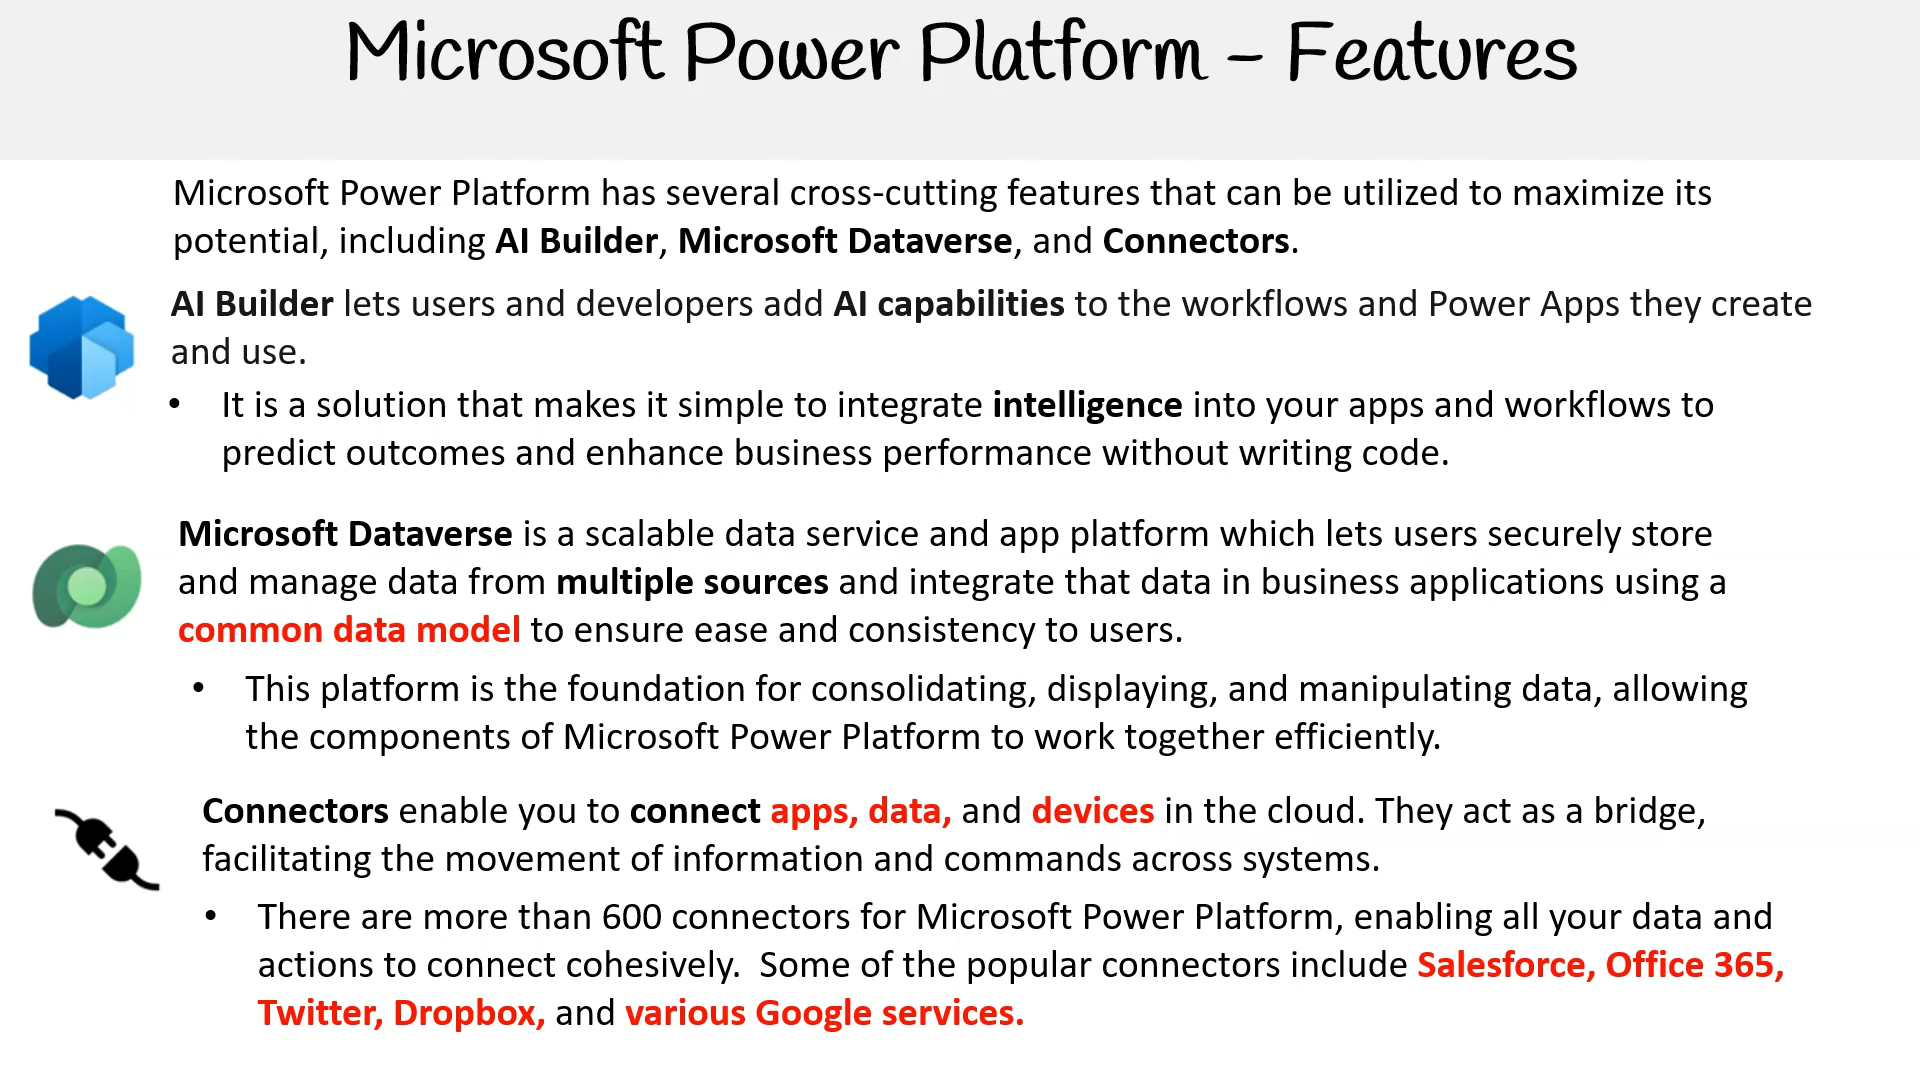 Microsoft Power Platform – Features
Microsoft Power Platform has several cross-cutting features that can be utilized to maximize its
potential, including AI Builder, Microsoft Dataverse, and Connectors.
AI Builder lets users and developers add AI capabilities to the workflows and Power Apps they create
and use.
• It is a solution that makes it simple to integrate intelligence into your apps and workflows to
predict outcomes and enhance business performance without writing code.
Microsoft Dataverse is a scalable data service and app platform which lets users securely store
and manage data from multiple sources and integrate that data in business applications using a
common data model to ensure ease and consistency to users.
• This platform is the foundation for consolidating, displaying, and manipulating data, allowing
the components of Microsoft Power Platform to work together efficiently.
Connectors enable you to connect apps, data, and devices in the cloud. They act as a bridge,
facilitating the movement of information and commands across systems.
• There are more than 600 connectors for Microsoft Power Platform, enabling all your data and
actions to connect cohesively.  Some of the popular connectors include Salesforce, Office 365,
Twitter, Dropbox, and various Google services.